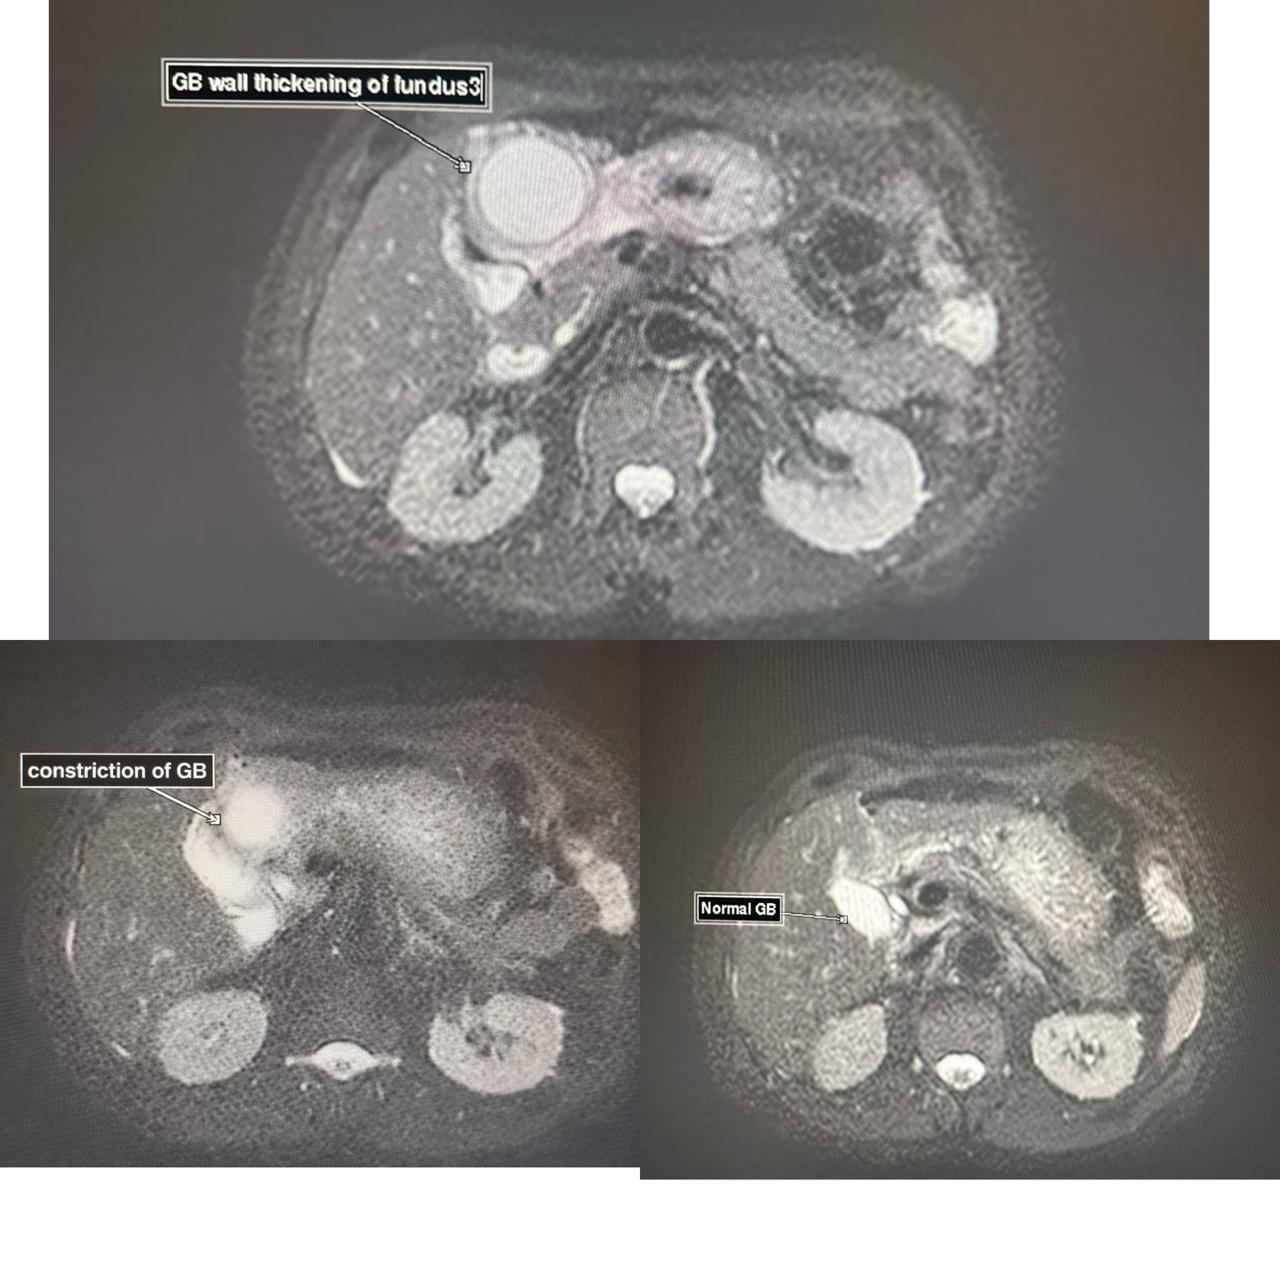 GB wall thickening of fundus3
constriction of GB
Normal GB